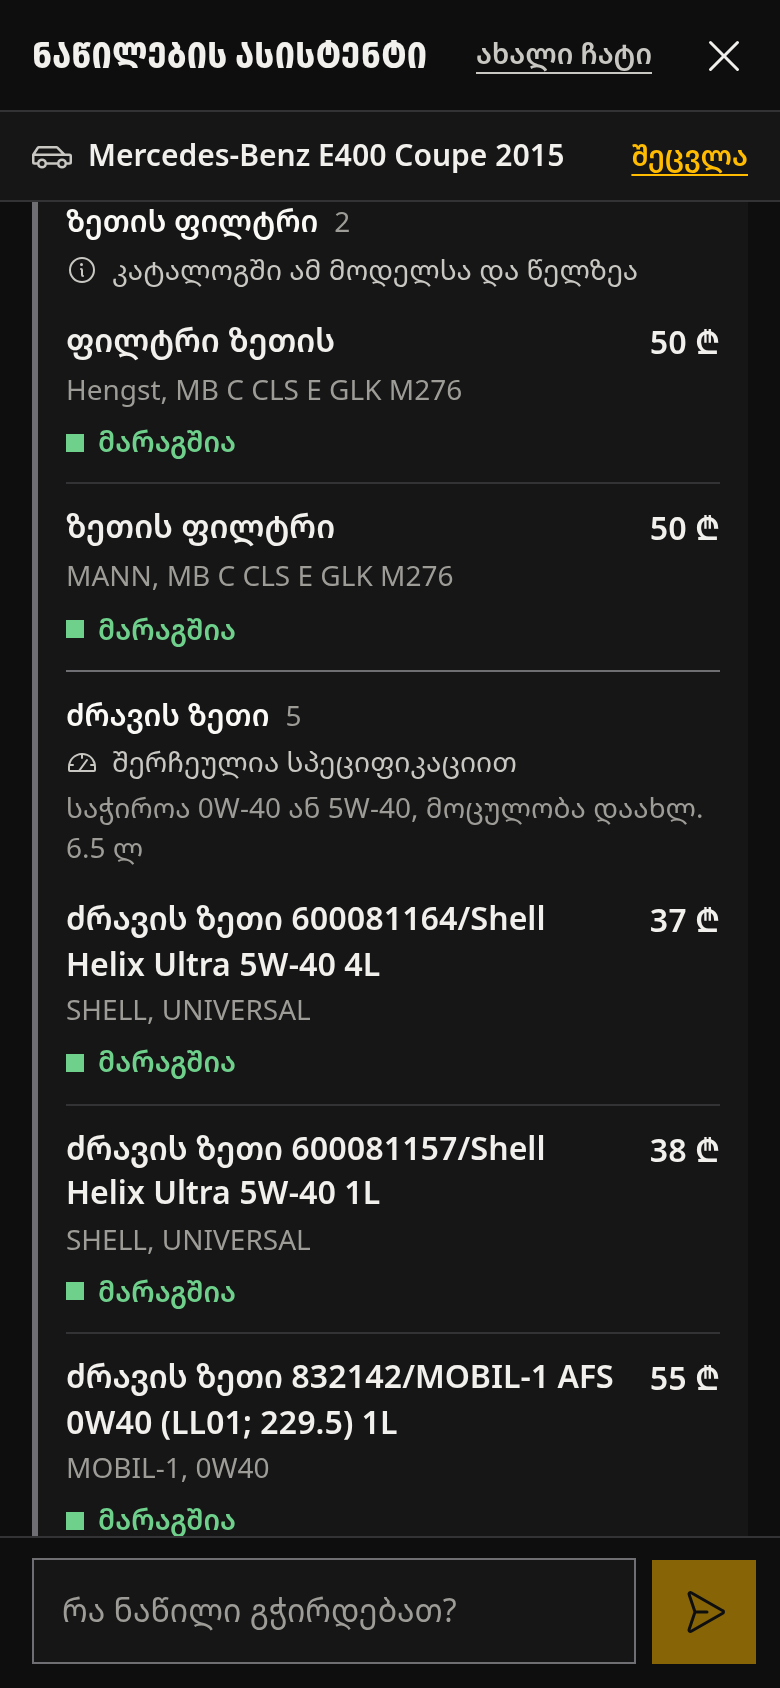 ნაწილების ასისტენტი
ახალი ჩატი
Mercedes-Benz E400 Coupe 2015
შეცვლა
ზეთის ფილტრი 2
კატალოგში ამ მოდელსა და წელზეა
ფილტრი ზეთის
50 ₾
Hengst, MB C CLS E GLK M276
მარაგშია
ზეთის ფილტრი
50 ₾
MANN, MB C CLS E GLK M276
მარაგშია
ძრავის ზეთი 5
შერჩეულია სპეციფიკაციით
საჭიროა 0W-40 ან 5W-40, მოცულობა დაახლ.
6.5 ლ
ძრავის ზეთი 600081164/Shell
37 ₾
Helix Ultra 5W-40 4L
SHELL, UNIVERSAL
მარაგშია
ძრავის ზეთი 600081157/Shell
38 ₾
Helix Ultra 5W-40 1L
SHELL, UNIVERSAL
მარაგშია
ძრავის ზეთი 832142/MOBIL-1 AFS
55 ₾
0W40 (LL01; 229.5) 1L
MOBIL-1, 0W40
მარაგშია
რა ნაწილი გჭირდებათ?